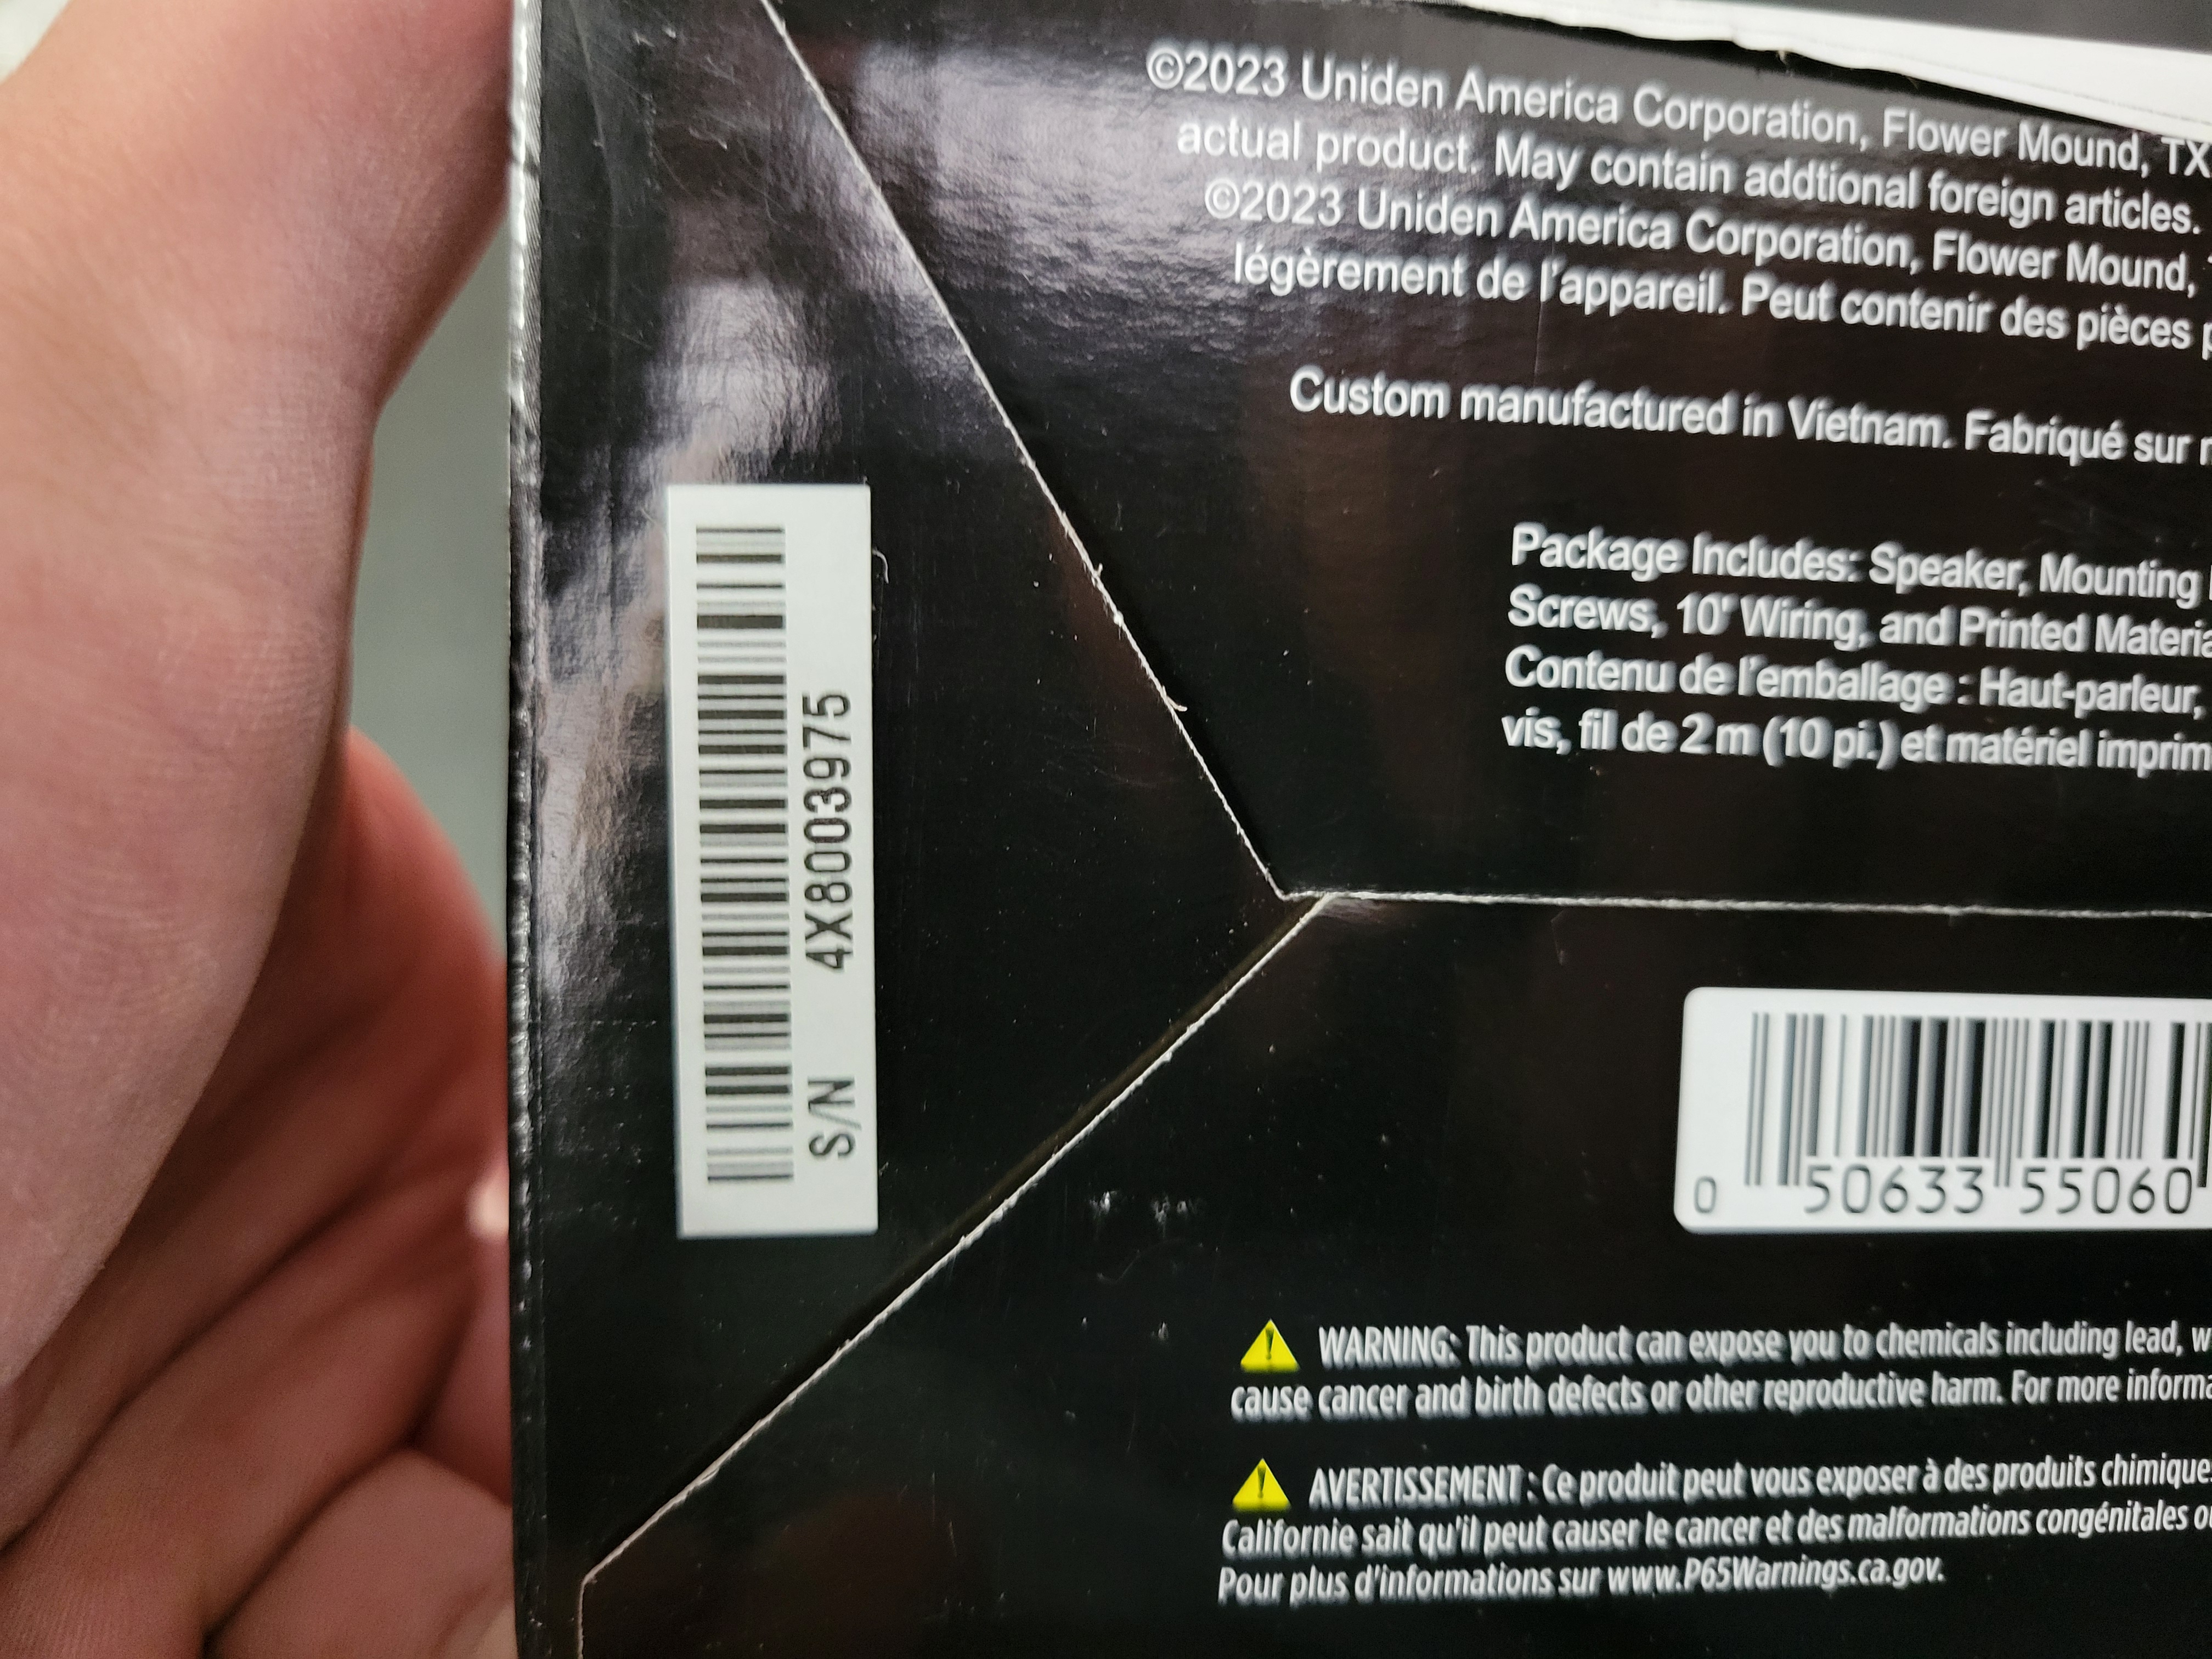 ©2023 Uniden America Corporation, Flower Mound, TX
actual product. May contain addtional foreign articles.
©2023 Uniden America Corporation, Flower Mound,
légèrement de l'appareil. Peut contenir des pièces
Custom manufactured in Vietnam. Fabriqué sur
Package Includes: Speaker, Mounting
Screws, 10' Wiring, and Printed Materia
Contenu de l'emballage : Haut-parleur,
vis, fil de 2 m (10 pi.) et matériel imprim
S/N 4X8003975
0 50633 55060
WARNING: This product can expose you to chemicals including lead, w
cause cancer and birth defects or other reproductive harm. For more informa
AVERTISSEMENT : Ce produit peut vous exposer à des produits chimique
Californie sait qu'il peut causer le cancer et des malformations congénitales o
Pour plus d'informations sur www.P65Warnings.ca.gov.